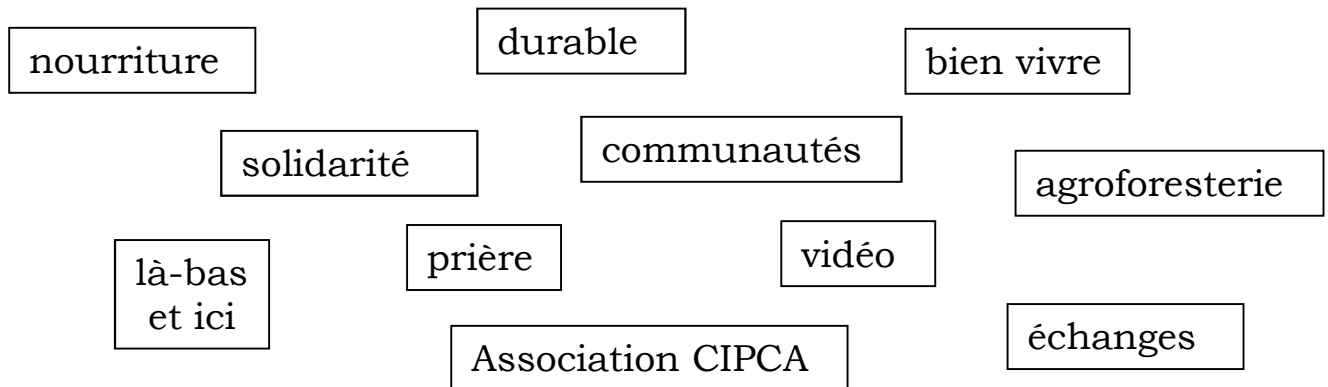 nourriture
durable
bien vivre
solidarité
communautés
agroforesterie
là-bas
et ici
prière
vidéo
Association CIPCA
échanges